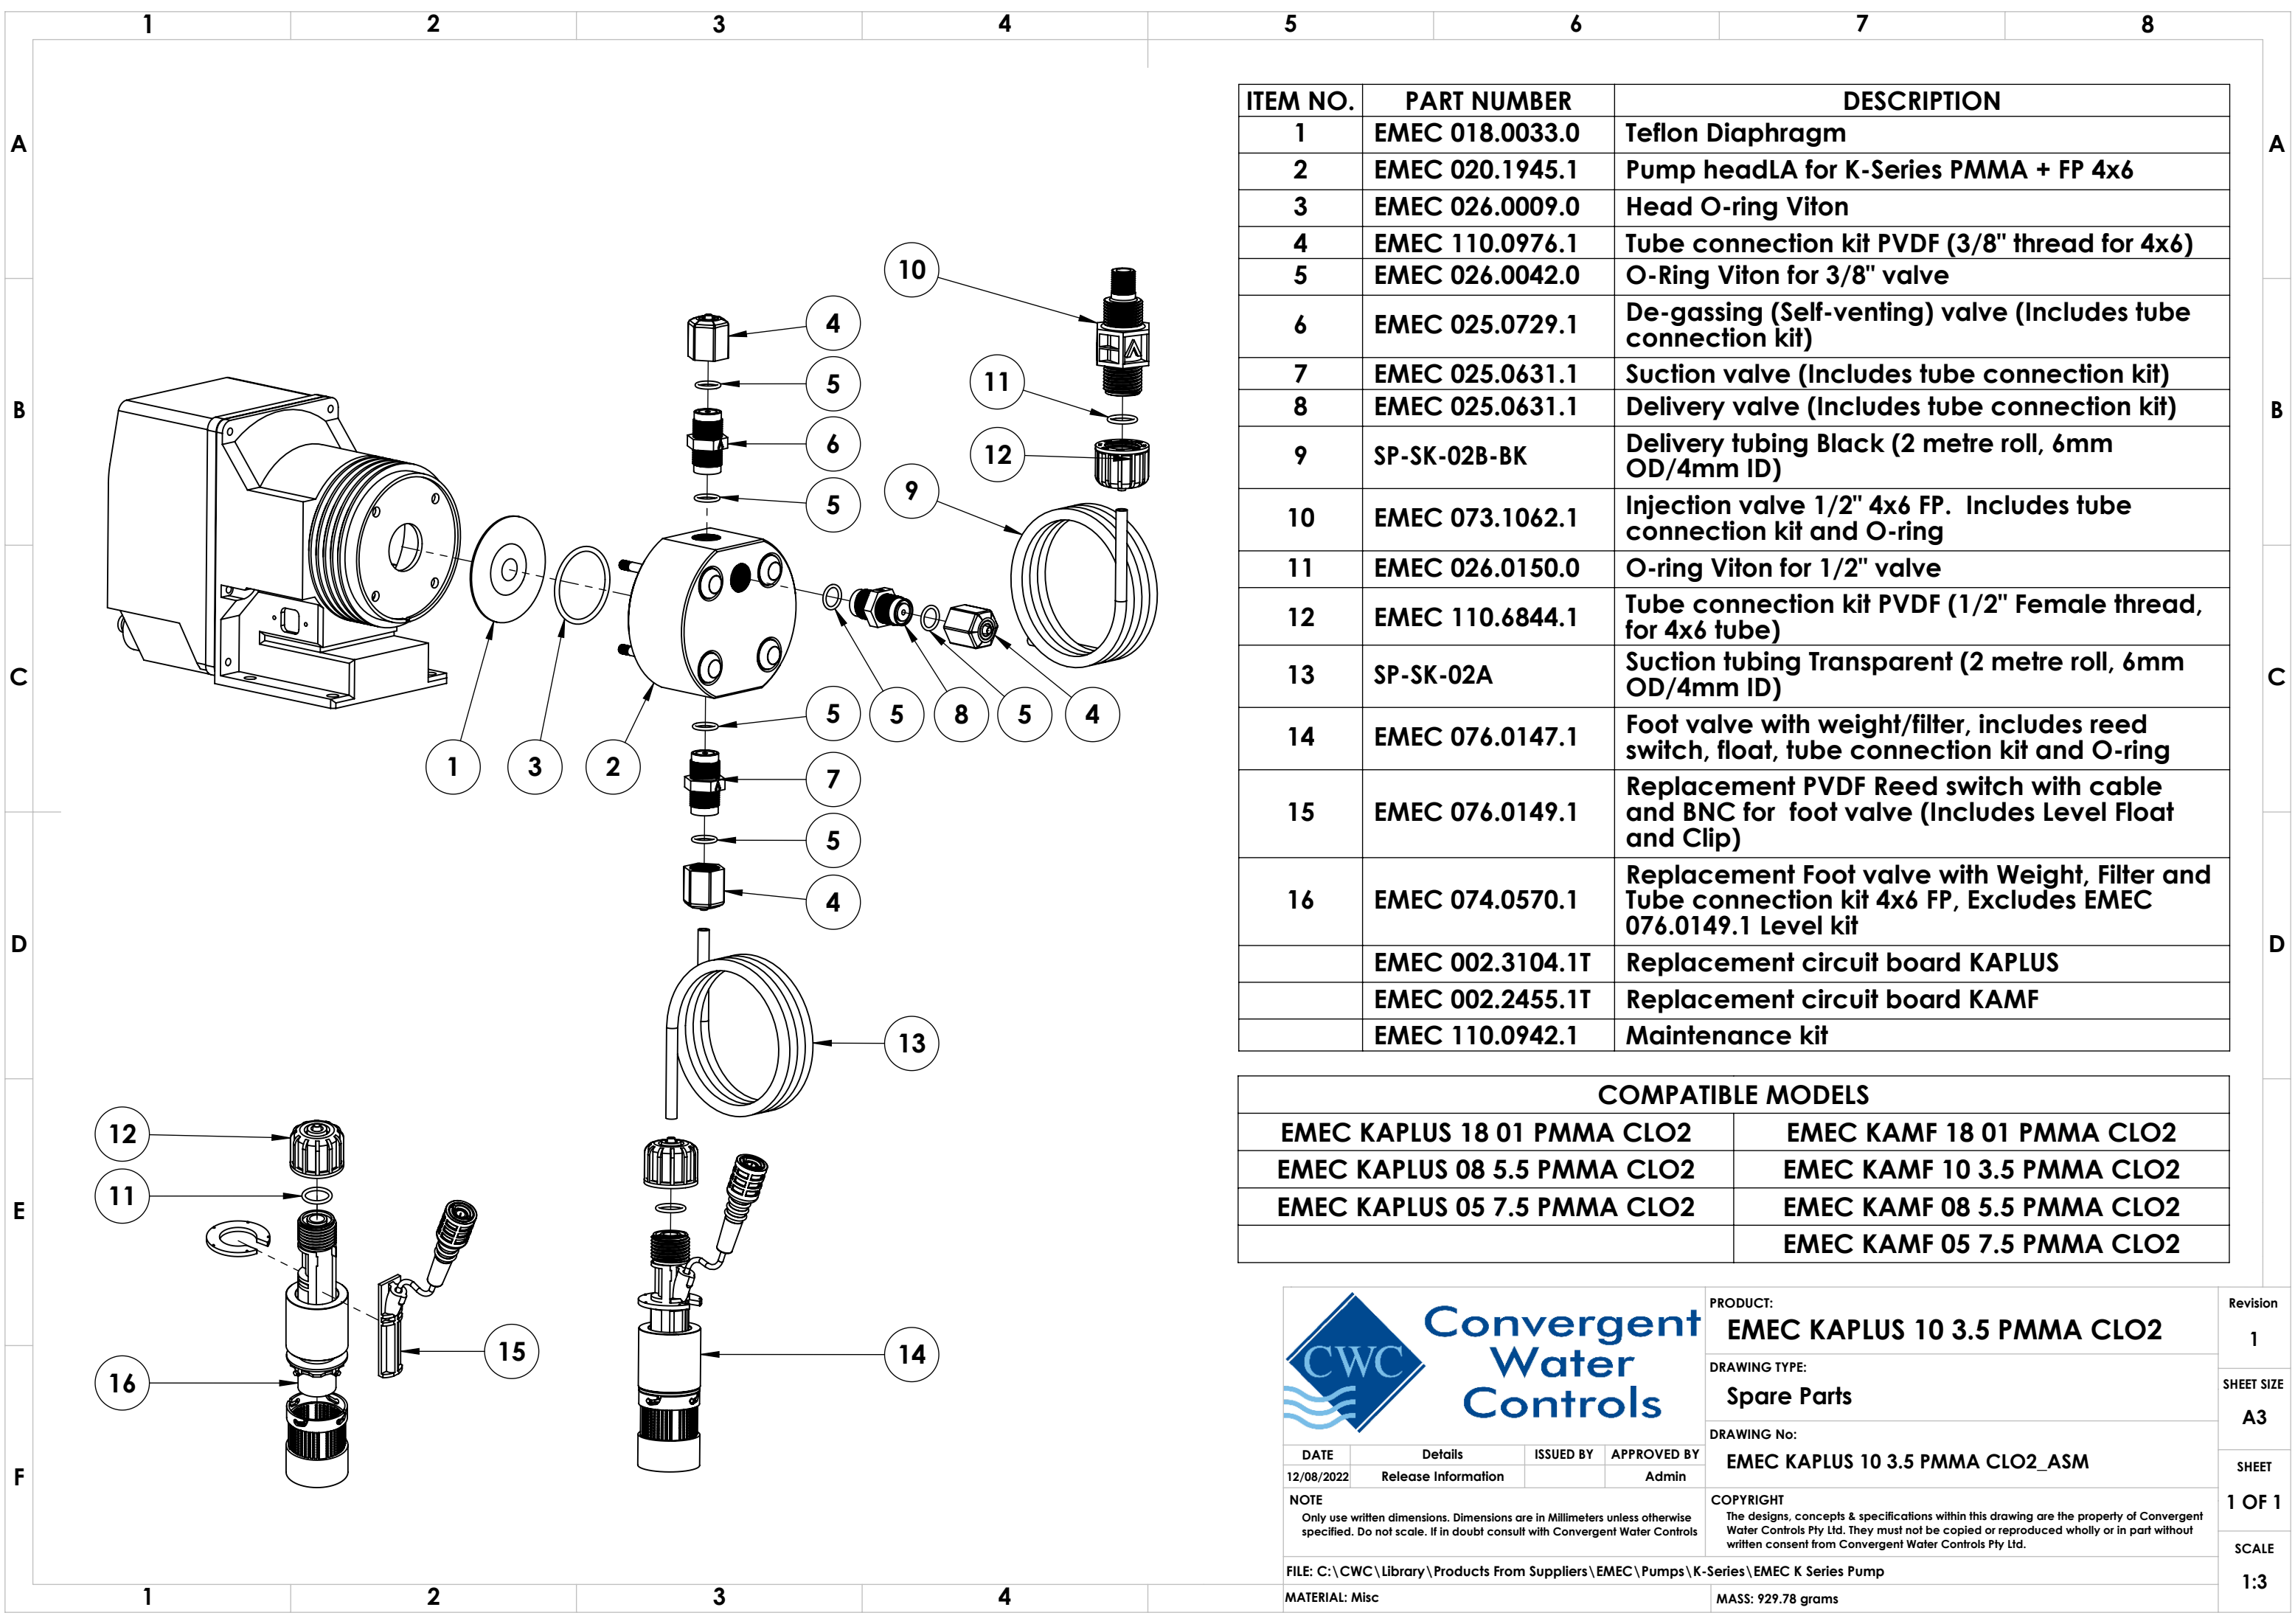 1 2 3 4 5 6 7 8
A A
B B
C C
D D
E E
F
10
4
5
11
6
12
9
5
5 5 8 5 4
1 3 2
7
5
4
13
12
11
15
14
16
ITEM NO. PART NUMBER DESCRIPTION
1 EMEC 018.0033.0 Teflon Diaphragm
2 EMEC 020.1945.1 Pump headLA for K-Series PMMA + FP 4x6
3 EMEC 026.0009.0 Head O-ring Viton
4 EMEC 110.0976.1 Tube connection kit PVDF (3/8" thread for 4x6)
5 EMEC 026.0042.0 O-Ring Viton for 3/8" valve
6 EMEC 025.0729.1 De-gassing (Self-venting) valve (Includes tube
connection kit)
7 EMEC 025.0631.1 Suction valve (Includes tube connection kit)
8 EMEC 025.0631.1 Delivery valve (Includes tube connection kit)
9 SP-SK-02B-BK Delivery tubing Black (2 metre roll, 6mm
OD/4mm ID)
10 EMEC 073.1062.1 Injection valve 1/2" 4x6 FP. Includes tube
connection kit and O-ring
11 EMEC 026.0150.0 O-ring Viton for 1/2" valve
12 EMEC 110.6844.1 Tube connection kit PVDF (1/2" Female thread,
for 4x6 tube)
13 SP-SK-02A Suction tubing Transparent (2 metre roll, 6mm
OD/4mm ID)
14 EMEC 076.0147.1 Foot valve with weight/filter, includes reed
switch, float, tube connection kit and O-ring
15 EMEC 076.0149.1 Replacement PVDF Reed switch with cable
and BNC for foot valve (Includes Level Float
and Clip)
16 EMEC 074.0570.1 Replacement Foot valve with Weight, Filter and
Tube connection kit 4x6 FP, Excludes EMEC
076.0149.1 Level kit
EMEC 002.3104.1T Replacement circuit board KAPLUS
EMEC 002.2455.1T Replacement circuit board KAMF
EMEC 110.0942.1 Maintenance kit
COMPATIBLE MODELS
EMEC KAPLUS 18 01 PMMA CLO2 EMEC KAMF 18 01 PMMA CLO2
EMEC KAPLUS 08 5.5 PMMA CLO2 EMEC KAMF 10 3.5 PMMA CLO2
EMEC KAPLUS 05 7.5 PMMA CLO2 EMEC KAMF 08 5.5 PMMA CLO2
EMEC KAMF 05 7.5 PMMA CLO2
CWC
Convergent
Water
Controls
PRODUCT:
EMEC KAPLUS 10 3.5 PMMA CLO2
DRAWING TYPE:
Spare Parts
DRAWING No:
EMEC KAPLUS 10 3.5 PMMA CLO2_ASM
Revision
1
SHEET SIZE
A3
SHEET
1 OF 1
SCALE
1:3
DATE Details ISSUED BY APPROVED BY
12/08/2022 Release Information Admin
NOTE
Only use written dimensions. Dimensions are in Millimeters unless otherwise
specified. Do not scale. If in doubt consult with Convergent Water Controls
COPYRIGHT
The designs, concepts & specifications within this drawing are the property of Convergent
Water Controls Pty Ltd. They must not be copied or reproduced wholly or in part without
written consent from Convergent Water Controls Pty Ltd.
FILE: C:\CWC\Library\Products From Suppliers\EMEC\Pumps\K-Series\EMEC K Series Pump
MATERIAL: Misc MASS: 929.78 grams
1 2 3 4